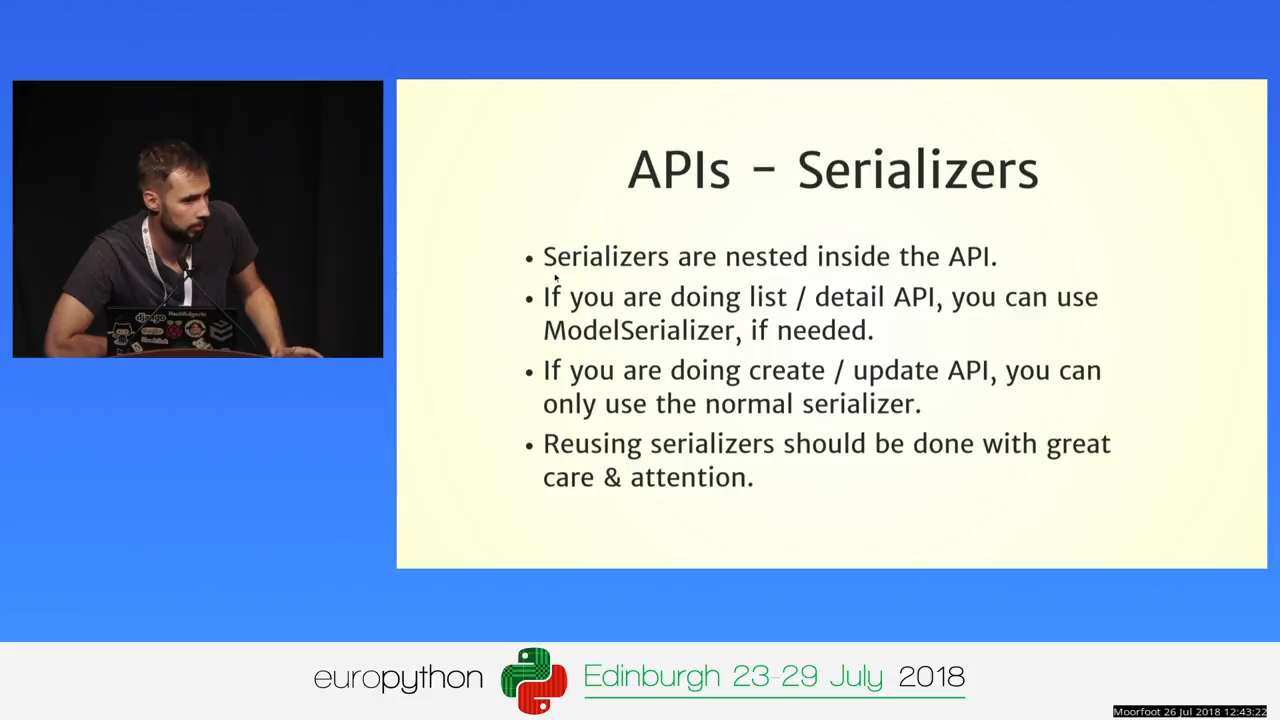 APIs - Serializers
• Serializers are nested inside the API.
• If you are doing list / detail API, you can use
ModelSerializer, if needed.
• If you are doing create / update API, you can
only use the normal serializer.
• Reusing serializers should be done with great
care & attention.
django
europython
Edinburgh 23-29 July 2018
Moorfoot 26 Jul 2018 12:43:22